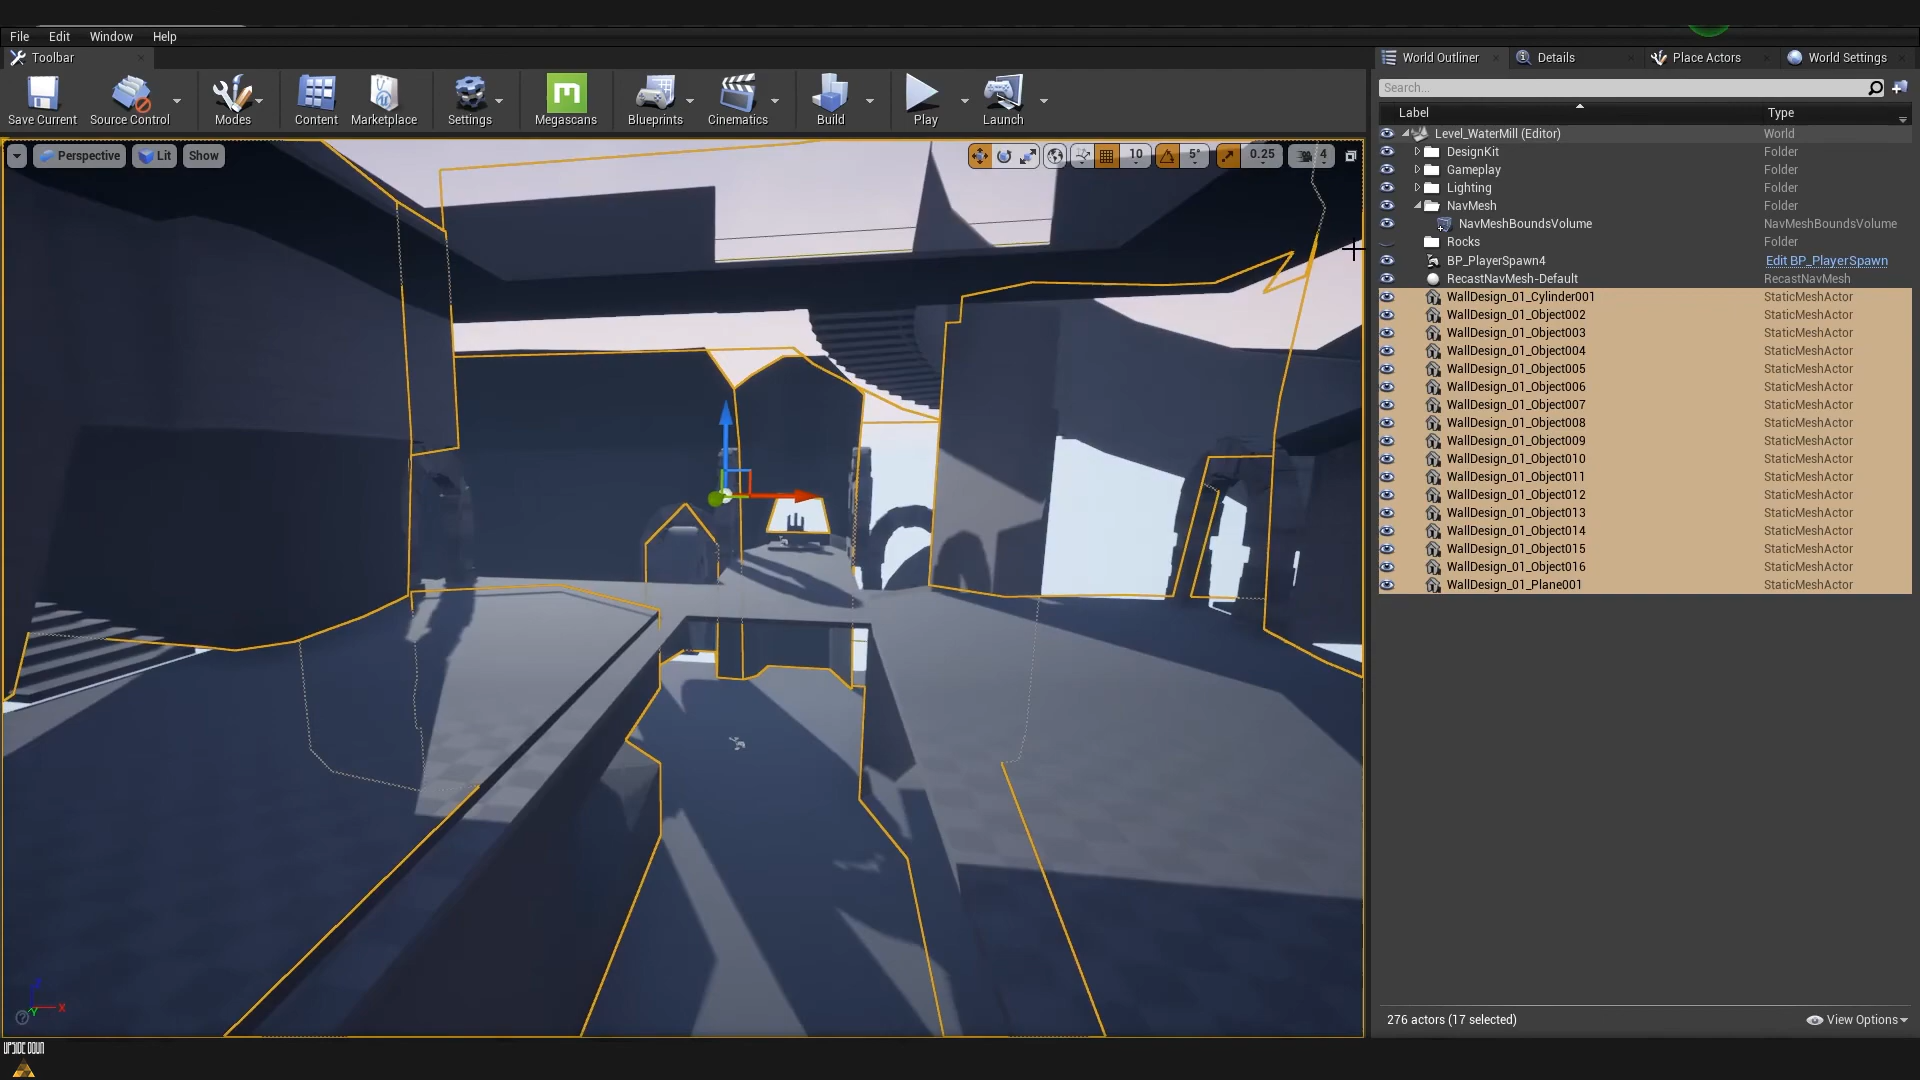 File Edit Window Help
Toolbar
World Outliner Details Place Actors World Settings
Save Current Source Control Modes Content Marketplace Settings Megascans Blueprints Cinematics Build Play Launch
Search...
Label Type
Perspective Lit Show 10 5° 0.25 4
Level_WaterMill (Editor) World
DesignKit Folder
Gameplay Folder
Lighting Folder
NavMesh Folder
NavMeshBoundsVolume NavMeshBoundsVolume
Rocks Folder
BP_PlayerSpawn4 Edit BP_PlayerSpawn
RecastNavMesh-Default RecastNavMesh
WallDesign_01_Cylinder001 StaticMeshActor
WallDesign_01_Object002 StaticMeshActor
WallDesign_01_Object003 StaticMeshActor
WallDesign_01_Object004 StaticMeshActor
WallDesign_01_Object005 StaticMeshActor
WallDesign_01_Object006 StaticMeshActor
WallDesign_01_Object007 StaticMeshActor
WallDesign_01_Object008 StaticMeshActor
WallDesign_01_Object009 StaticMeshActor
WallDesign_01_Object010 StaticMeshActor
WallDesign_01_Object011 StaticMeshActor
WallDesign_01_Object012 StaticMeshActor
WallDesign_01_Object013 StaticMeshActor
WallDesign_01_Object014 StaticMeshActor
WallDesign_01_Object015 StaticMeshActor
WallDesign_01_Object016 StaticMeshActor
WallDesign_01_Plane001 StaticMeshActor
Z
X
Y
276 actors (17 selected) View Options
UPSIDE DOWN